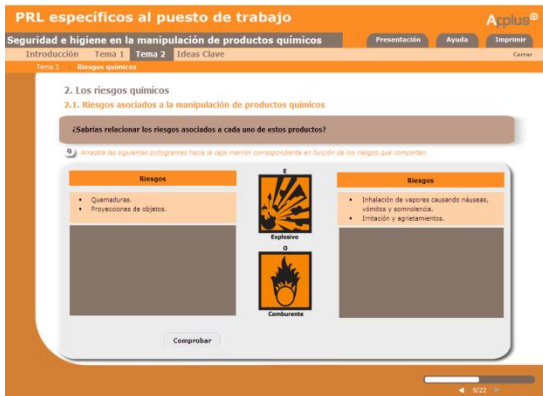 PRL específicos al puesto de trabajo
Applus®
Seguridad e higiene en la manipulación de productos químicos
Presentación Ayuda Imprimir
Introducción Tema 1 Tema 2 Ideas Clave Cerrar
Tema 2 Riesgos químicos
2. Los riesgos químicos
2.1. Riesgos asociados a la manipulación de productos químicos
¿Sabrías relacionar los riesgos asociados a cada uno de estos productos?
Arrastra las siguientes pictogramas hacia la caja marrón correspondiente en función de los riesgos que comportan.
Riesgos
• Quemaduras.
• Proyecciones de objetos.
E
Explosivo
O
Comburente
Riesgos
• Inhalación de vapores causando náuseas,
vómitos y somnolencia.
• Irritación y agrietamientos.
Comprobar
9/22